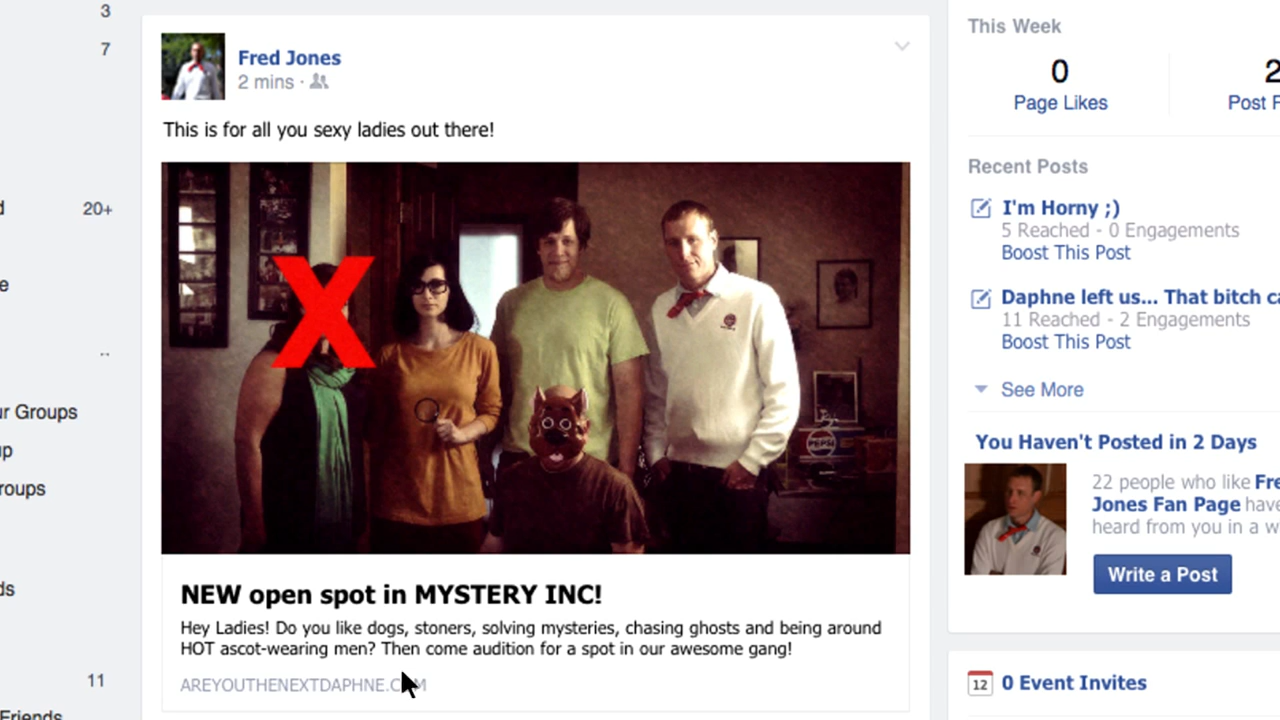 3
7
20+
ur Groups
up
roups
ds
11
Friends
Fred Jones
2 mins ·
This is for all you sexy ladies out there!
X
PEPSI
NEW open spot in MYSTERY INC!
Hey Ladies! Do you like dogs, stoners, solving mysteries, chasing ghosts and being around
HOT ascot-wearing men? Then come audition for a spot in our awesome gang!
AREYOUTHENEXTDAPHNE.COM
This Week
0
2
Page Likes
Post
Recent Posts
I'm Horny ;)
5 Reached - 0 Engagements
Boost This Post
Daphne left us... That bitch ca
11 Reached - 2 Engagements
Boost This Post
See More
You Haven't Posted in 2 Days
22 people who like Fre
Jones Fan Page have
heard from you in a w
Write a Post
12
0 Event Invites